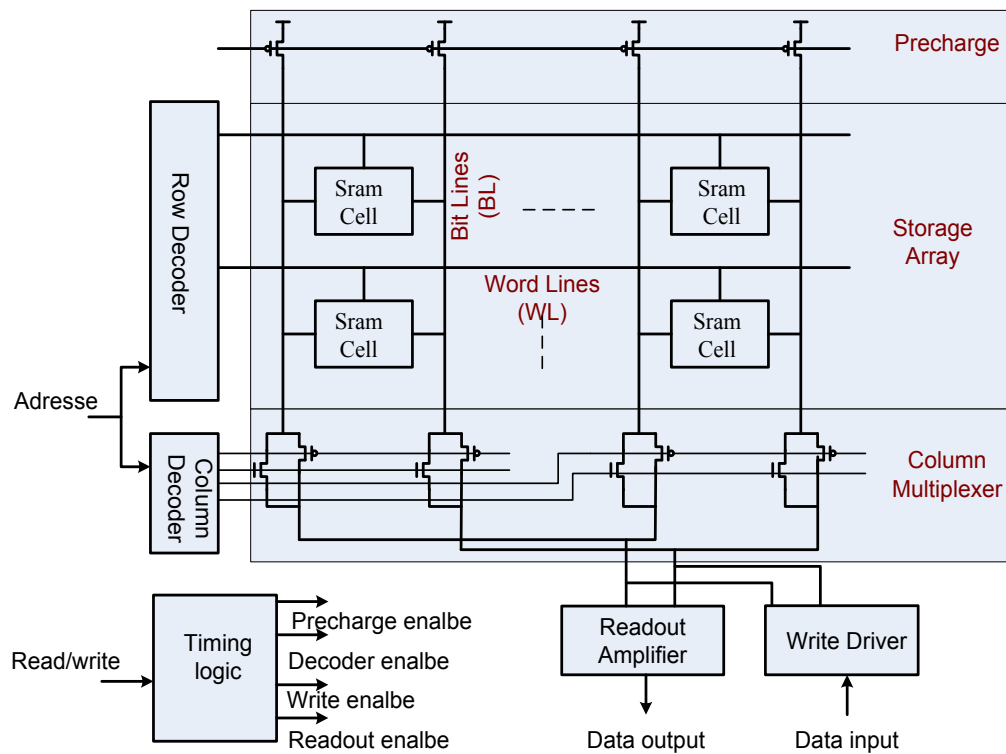 Precharge
Row Decoder
Sram
Cell
Bit Lines
(BL)
Sram
Cell
Storage
Array
Word Lines
(WL)
Sram
Cell
Sram
Cell
Adresse
Column
Decoder
Column
Multiplexer
Read/write
Timing
logic
Precharge enalbe
Decoder enalbe
Write enalbe
Readout enalbe
Readout
Amplifier
Write Driver
Data output
Data input